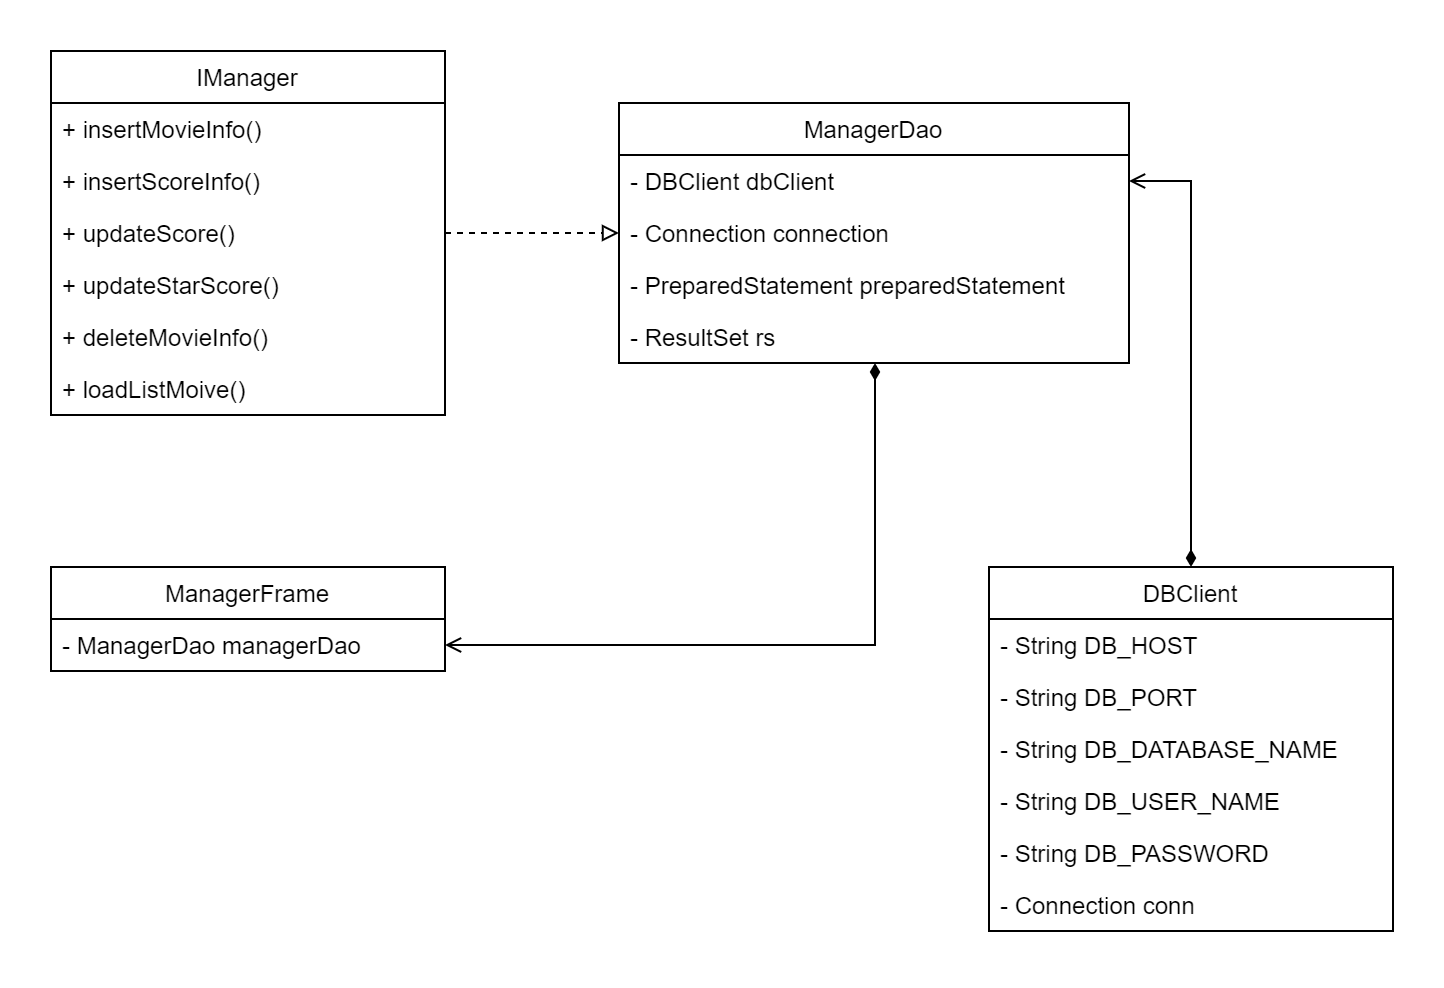 IManager
+ insertMovieInfo()
+ insertScoreInfo()
+ updateScore()
+ updateStarScore()
+ deleteMovieInfo()
+ loadListMoive()
ManagerDao
- DBClient dbClient
- Connection connection
- PreparedStatement preparedStatement
- ResultSet rs
ManagerFrame
- ManagerDao managerDao
DBClient
- String DB_HOST
- String DB_PORT
- String DB_DATABASE_NAME
- String DB_USER_NAME
- String DB_PASSWORD
- Connection conn